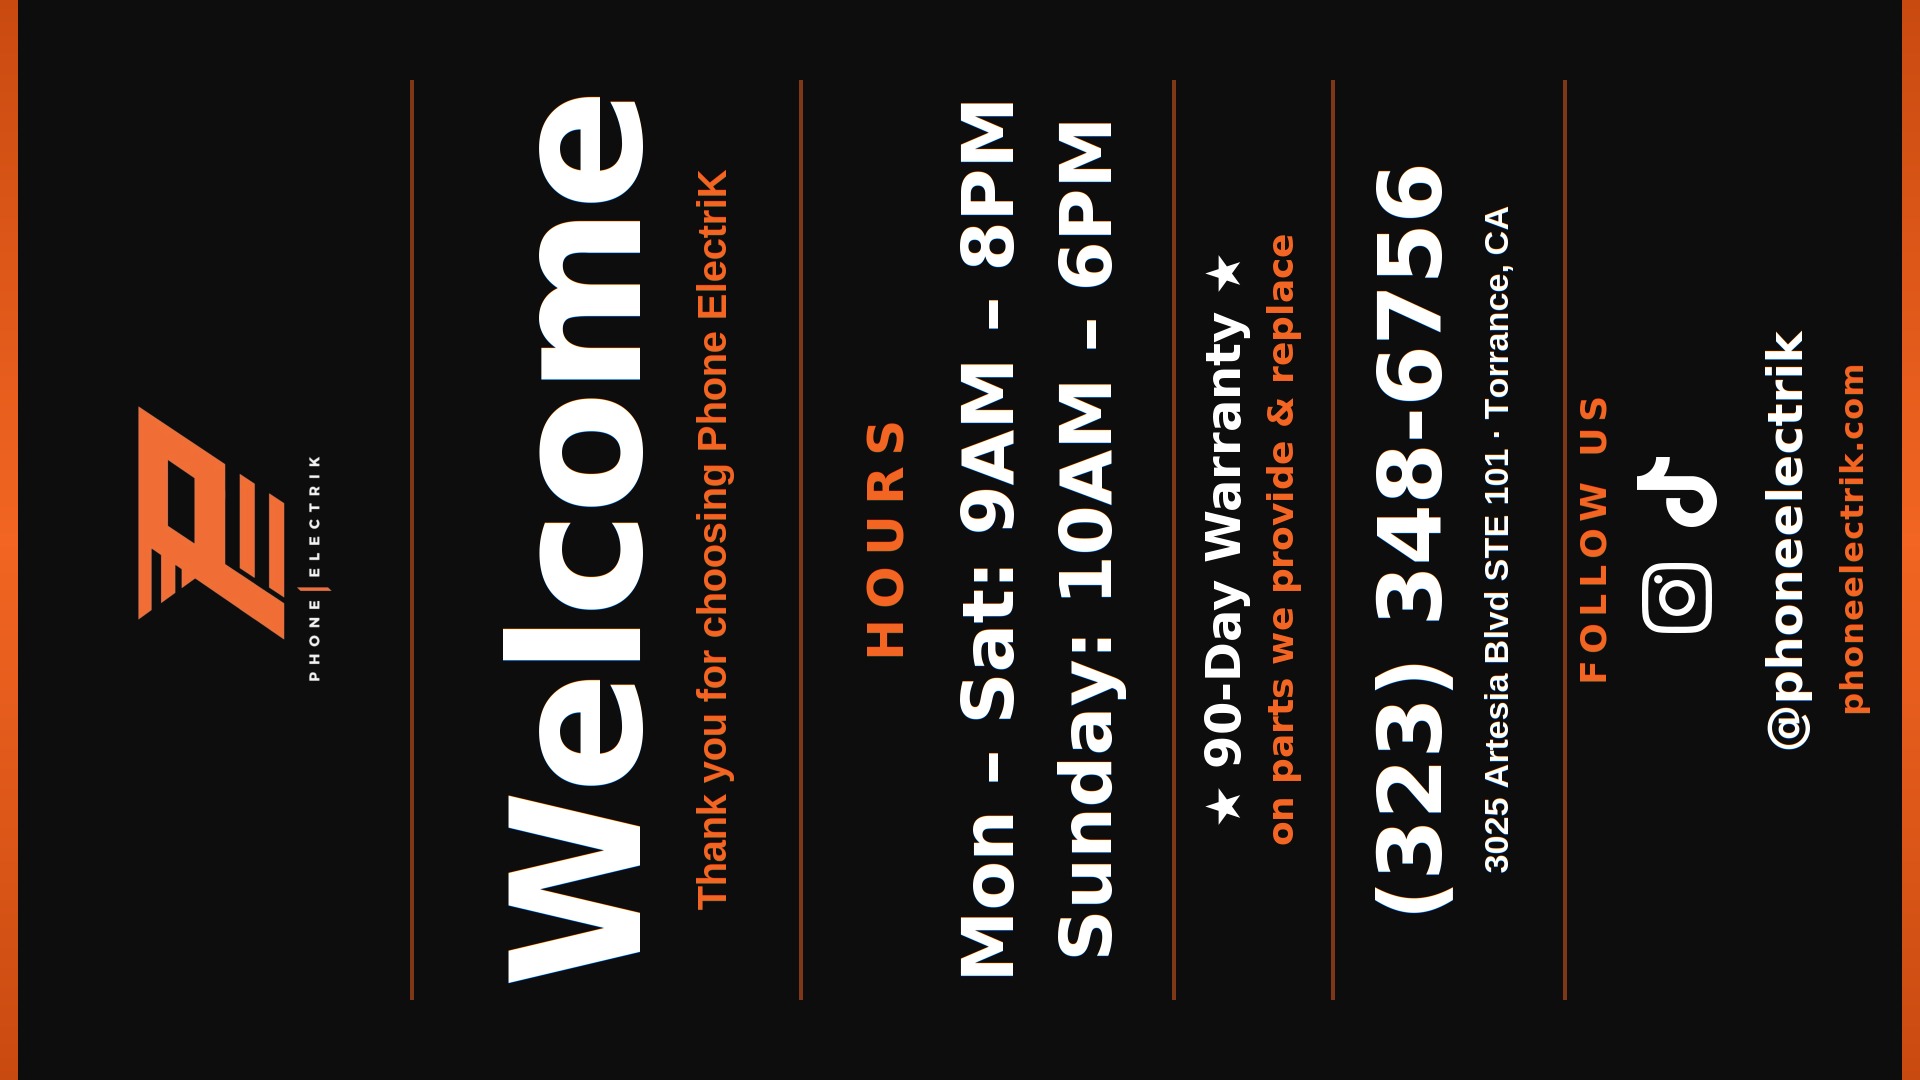 PHONE ELECTRIK
Welcome
Thank you for choosing Phone ElectriK
HOURS
Mon – Sat: 9AM – 8PM
Sunday: 10AM – 6PM
★ 90-Day Warranty ★
on parts we provide & replace
(323) 348-6756
3025 Artesia Blvd STE 101 · Torrance, CA
FOLLOW US
@phoneelectrik
phoneelectrik.com